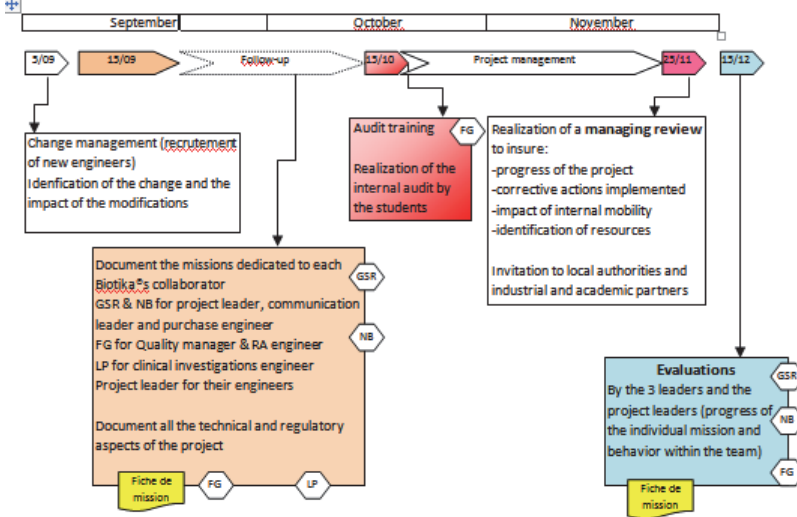 September
October
November
5/09
15/09
Follow-up
15/10
Project management
25/11
15/12
Change management (recrutement
of new engineers)
Idenfication of the change and the
impact of the modifications
Audit training
FG
Realization of the
internal audit by
the students
Realization of a managing review
to insure:
-progress of the project
-corrective actions implemented
-impact of internal mobility
-identification of resources
Invitation to local authorities and
industrial and academic partners
Document the missions dedicated to each
Biotika®s collaborator
GSR & NB for project leader, communication
leader and purchase engineer
FG for Quality manager & RA engineer
LP for clinical investigations engineer
Project leader for their engineers
Document all the technical and regulatory
aspects of the project
GSR
NB
Fiche de
mission
FG
LP
Evaluations
By the 3 leaders and the
project leaders (progress of
the individual mission and
behavior within the team)
GSR
NB
FG
Fiche de
mission